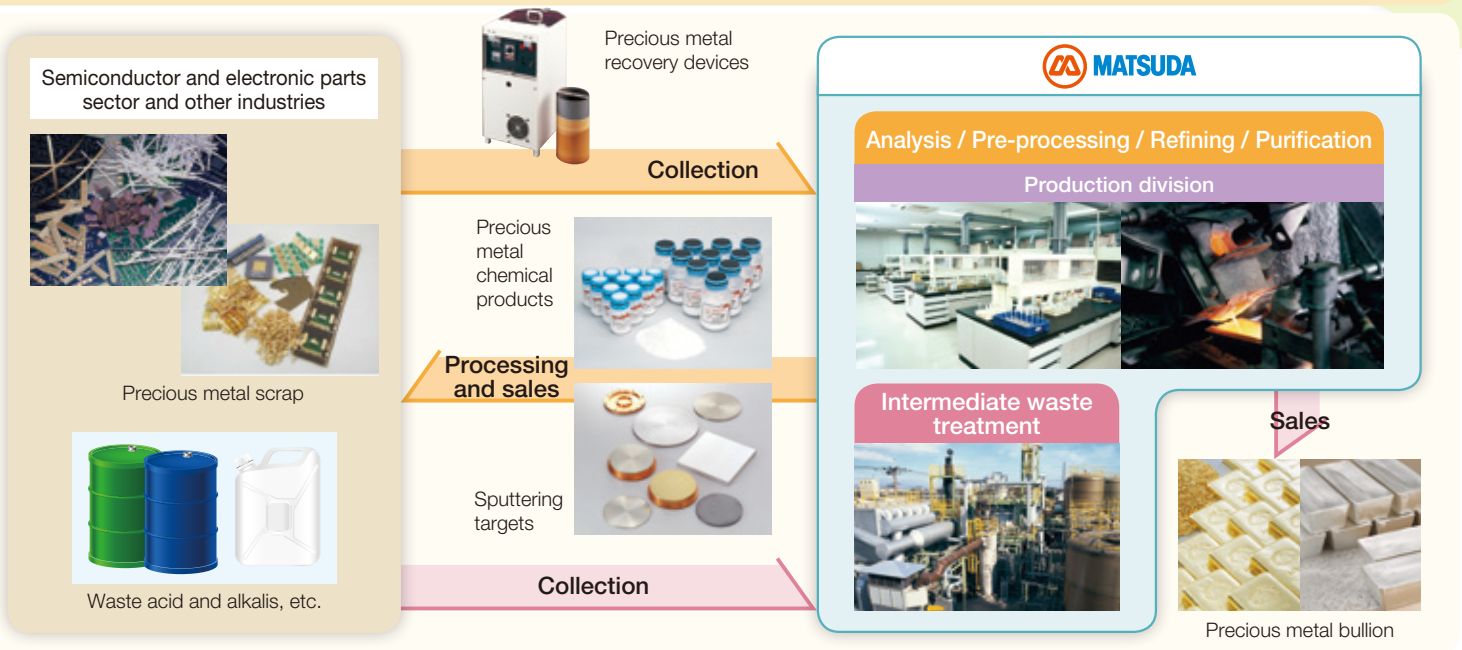 Semiconductor and electronic parts
sector and other industries
Precious metal scrap
Waste acid and alkalis, etc.
Precious metal
recovery devices
Collection
Precious
metal
chemical
products
Processing
and sales
Sputtering
targets
Collection
MATSUDA
Analysis / Pre-processing / Refining / Purification
Production division
Intermediate waste
treatment
Sales
Precious metal bullion